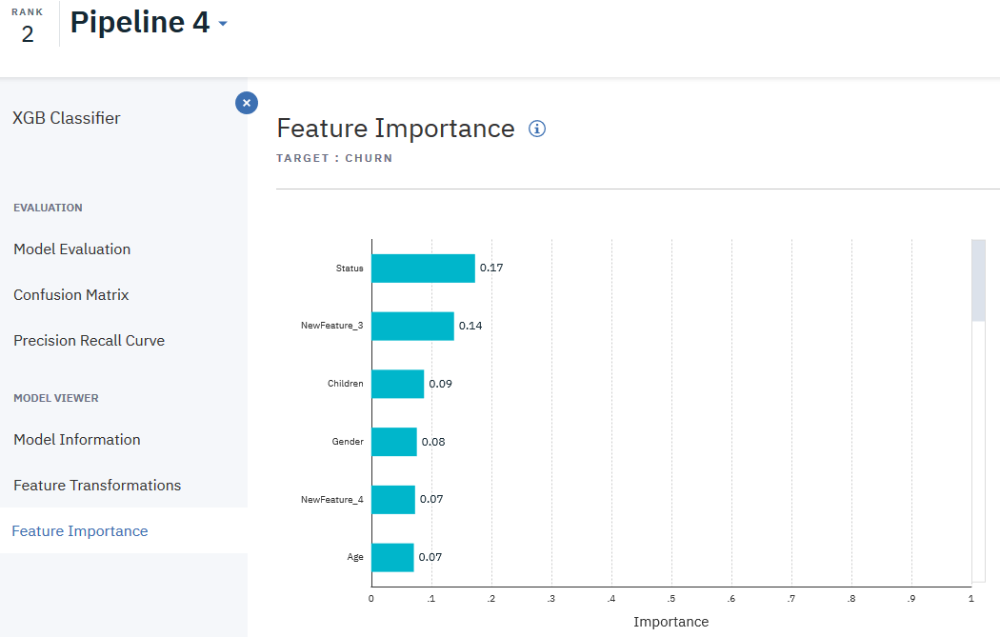 RANK
2
Pipeline 4
XGB Classifier
EVALUATION
Model Evaluation
Confusion Matrix
Precision Recall Curve
MODEL VIEWER
Model Information
Feature Transformations
Feature Importance
Feature Importance
TARGET : CHURN
Status 0.17
NewFeature_3 0.14
Children 0.09
Gender 0.08
NewFeature_4 0.07
Age 0.07
0 .1 .2 .3 .4 .5 .6 .7 .8 .9 1
Importance